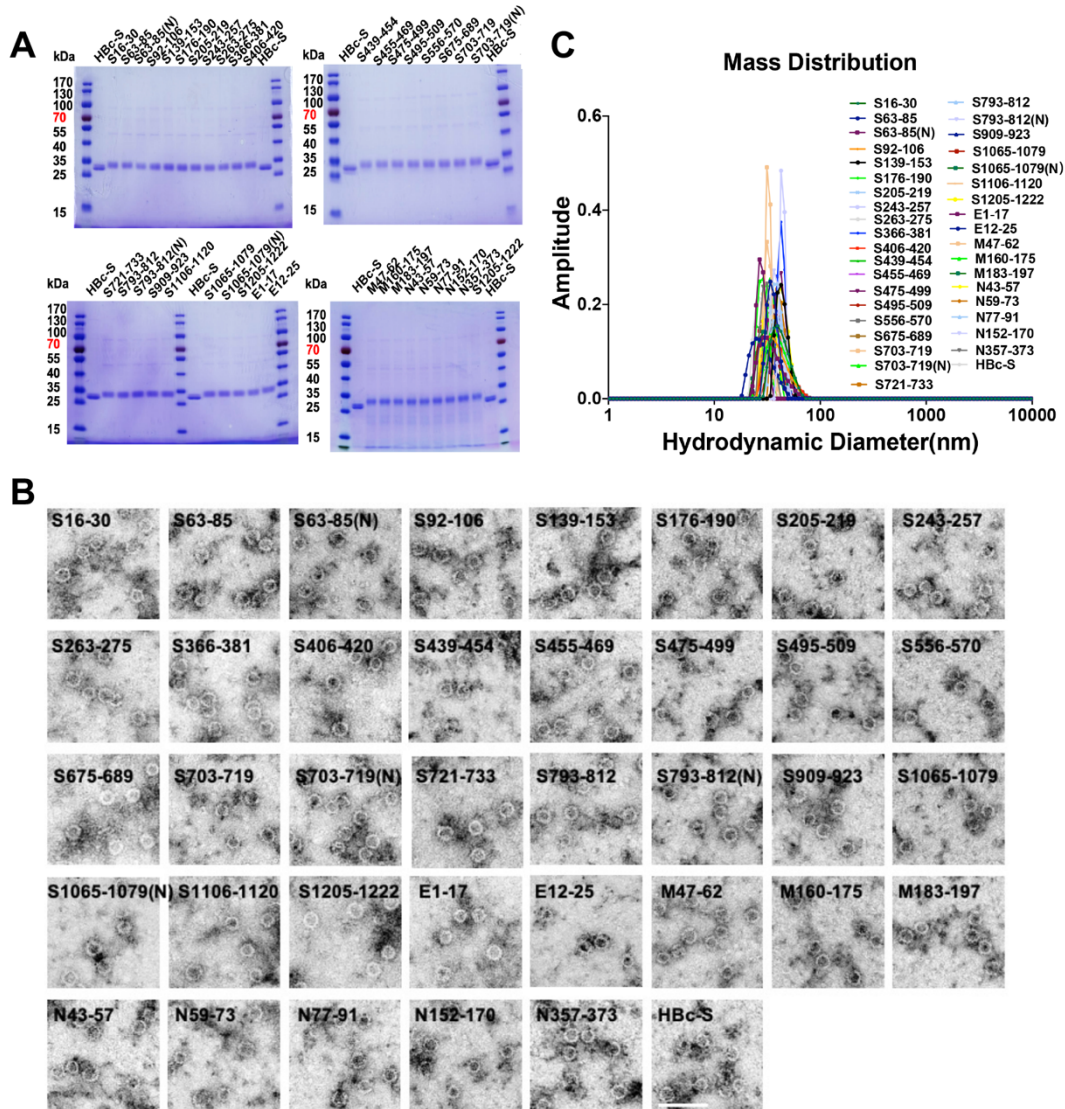 A
kDa
HBc-S
S16-30
S63-85
S63-85(N)
S92-106
S139-153
S176-190
S205-219
S243-257
S263-275
S366-381
S406-420
HBc-S
170
130
100
70
55
40
35
25
15
kDa
HBc-S
S439-454
S455-469
S475-499
S495-509
S556-570
S675-689
S703-719
S703-719(N)
HBc-S
170
130
100
70
55
40
35
25
15
kDa
HBc-S
S721-733
S793-812
S793-812(N)
S909-923
S1106-1120
HBc-S
S1065-1079
S1065-1079(N)
S1205-1222
E1-17
E12-25
170
130
100
70
55
40
35
25
15
kDa
HBc-S
M47-62
M160-175
M183-197
N43-57
N59-73
N77-91
N152-170
N357-373
S1205-1222
HBc-S
170
130
100
70
55
40
35
25
15
C
Mass Distribution
Amplitude
0.6
0.4
0.2
0.0
1
10
100
1000
10000
Hydrodynamic Diameter(nm)
S16-30
S63-85
S63-85(N)
S92-106
S139-153
S176-190
S205-219
S243-257
S263-275
S366-381
S406-420
S439-454
S455-469
S475-499
S495-509
S556-570
S675-689
S703-719
S703-719(N)
S721-733
S793-812
S793-812(N)
S909-923
S1065-1079
S1065-1079(N)
S1106-1120
S1205-1222
E1-17
E12-25
M47-62
M160-175
M183-197
N43-57
N59-73
N77-91
N152-170
N357-373
HBc-S
B
S16-30 S63-85 S63-85(N) S92-106 S139-153 S176-190 S205-219 S243-257
S263-275 S366-381 S406-420 S439-454 S455-469 S475-499 S495-509 S556-570
S675-689 S703-719 S703-719(N) S721-733 S793-812 S793-812(N) S909-923 S1065-1079
S1065-1079(N) S1106-1120 S1205-1222 E1-17 E12-25 M47-62 M160-175 M183-197
N43-57 N59-73 N77-91 N152-170 N357-373 HBc-S